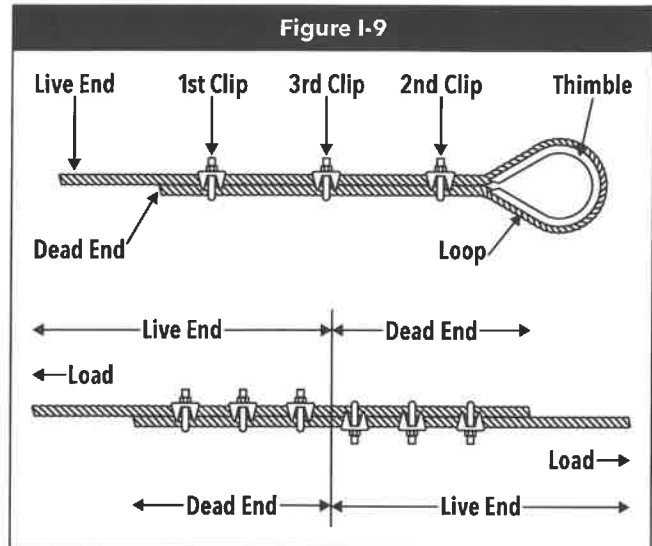 Figure I-9
Live End 1st Clip 3rd Clip 2nd Clip Thimble
Dead End Loop
Live End Dead End
Load
Load
Dead End Live End